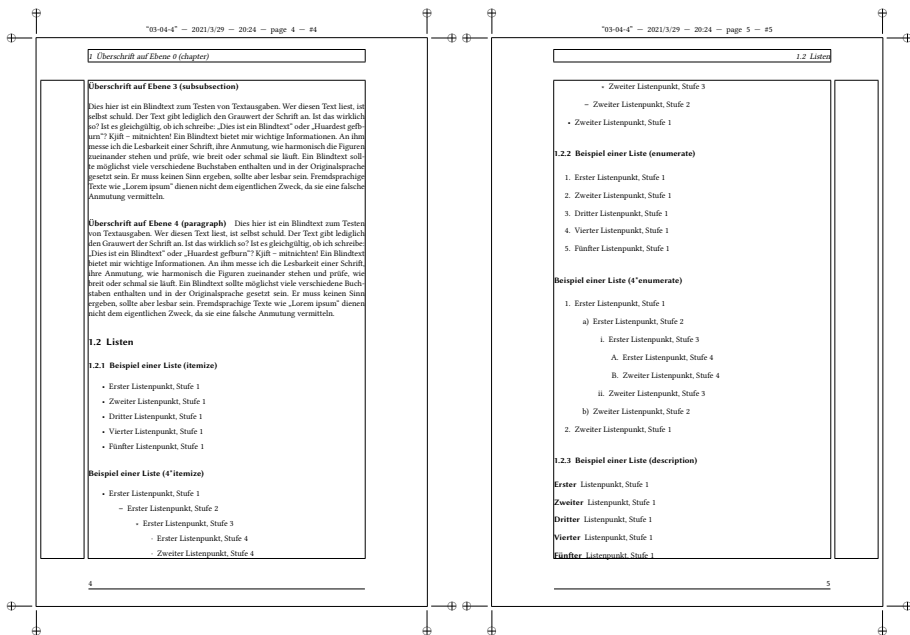 "03-04-4" — 2021/3/29 — 20:24 — page 4 — #4
1 Überschrift auf Ebene 0 (chapter)
Überschrift auf Ebene 3 (subsubsection)
Dies hier ist ein Blindtext zum Testen von Textausgaben. Wer diesen Text liest, ist
selbst schuld. Der Text gibt lediglich den Grauwert der Schrift an. Ist das wirklich
so? Ist es gleichgültig, ob ich schreibe: „Dies ist ein Blindtext“ oder „Huardest gefb-
urn“? Kjift – mitnichten! Ein Blindtext bietet mir wichtige Informationen. An ihm
messe ich die Lesbarkeit einer Schrift, ihre Anmutung, wie harmonisch die Figuren
zueinander stehen und prüfe, wie breit oder schmal sie läuft. Ein Blindtext soll-
te möglichst viele verschiedene Buchstaben enthalten und in der Originalsprache
gesetzt sein. Er muss keinen Sinn ergeben, sollte aber lesbar sein. Fremdsprachige
Texte wie „Lorem ipsum“ dienen nicht dem eigentlichen Zweck, da sie eine falsche
Anmutung vermitteln.
Überschrift auf Ebene 4 (paragraph) Dies hier ist ein Blindtext zum Testen
von Textausgaben. Wer diesen Text liest, ist selbst schuld. Der Text gibt lediglich
den Grauwert der Schrift an. Ist das wirklich so? Ist es gleichgültig, ob ich schreibe:
„Dies ist ein Blindtext“ oder „Huardest gefburn“? Kjift – mitnichten! Ein Blindtext
bietet mir wichtige Informationen. An ihm messe ich die Lesbarkeit einer Schrift,
ihre Anmutung, wie harmonisch die Figuren zueinander stehen und prüfe, wie
breit oder schmal sie läuft. Ein Blindtext sollte möglichst viele verschiedene Buch-
staben enthalten und in der Originalsprache gesetzt sein. Er muss keinen Sinn
ergeben, sollte aber lesbar sein. Fremdsprachige Texte wie „Lorem ipsum“ dienen
nicht dem eigentlichen Zweck, da sie eine falsche Anmutung vermitteln.
1.2 Listen
1.2.1 Beispiel einer Liste (itemize)
• Erster Listenpunkt, Stufe 1
• Zweiter Listenpunkt, Stufe 1
• Dritter Listenpunkt, Stufe 1
• Vierter Listenpunkt, Stufe 1
• Fünfter Listenpunkt, Stufe 1
Beispiel einer Liste (4*itemize)
• Erster Listenpunkt, Stufe 1
– Erster Listenpunkt, Stufe 2
* Erster Listenpunkt, Stufe 3
· Erster Listenpunkt, Stufe 4
· Zweiter Listenpunkt, Stufe 4
4
"03-04-4" — 2021/3/29 — 20:24 — page 5 — #5
1.2 Listen
* Zweiter Listenpunkt, Stufe 3
– Zweiter Listenpunkt, Stufe 2
• Zweiter Listenpunkt, Stufe 1
1.2.2 Beispiel einer Liste (enumerate)
1. Erster Listenpunkt, Stufe 1
2. Zweiter Listenpunkt, Stufe 1
3. Dritter Listenpunkt, Stufe 1
4. Vierter Listenpunkt, Stufe 1
5. Fünfter Listenpunkt, Stufe 1
Beispiel einer Liste (4*enumerate)
1. Erster Listenpunkt, Stufe 1
a) Erster Listenpunkt, Stufe 2
i. Erster Listenpunkt, Stufe 3
A. Erster Listenpunkt, Stufe 4
B. Zweiter Listenpunkt, Stufe 4
ii. Zweiter Listenpunkt, Stufe 3
b) Zweiter Listenpunkt, Stufe 2
2. Zweiter Listenpunkt, Stufe 1
1.2.3 Beispiel einer Liste (description)
Erster Listenpunkt, Stufe 1
Zweiter Listenpunkt, Stufe 1
Dritter Listenpunkt, Stufe 1
Vierter Listenpunkt, Stufe 1
Fünfter Listenpunkt, Stufe 1
5